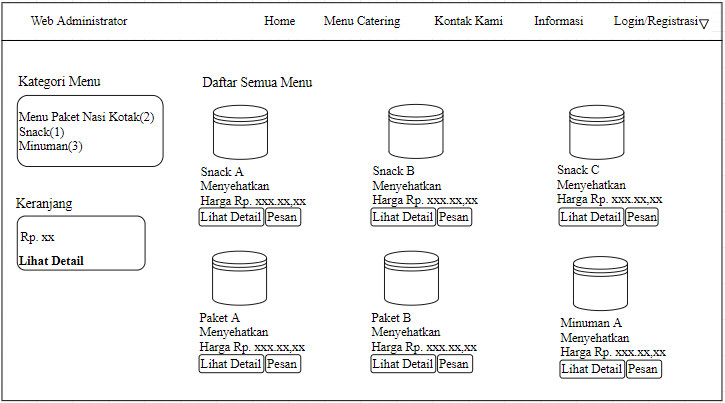 Web Administrator Home Menu Catering Kontak Kami Informasi Login/Registrasi
Kategori Menu
Menu Paket Nasi Kotak(2)
Snack(1)
Minuman(3)
Keranjang
Rp. xx
Lihat Detail
Daftar Semua Menu
Snack A
Menyehatkan
Harga Rp. xxx.xx,xx
Lihat Detail Pesan
Snack B
Menyehatkan
Harga Rp. xxx.xx,xx
Lihat Detail Pesan
Snack C
Menyehatkan
Harga Rp. xxx.xx,xx
Lihat Detail Pesan
Paket A
Menyehatkan
Harga Rp. xxx.xx,xx
Lihat Detail Pesan
Paket B
Menyehatkan
Harga Rp. xxx.xx,xx
Lihat Detail Pesan
Minuman A
Menyehatkan
Harga Rp. xxx.xx,xx
Lihat Detail Pesan